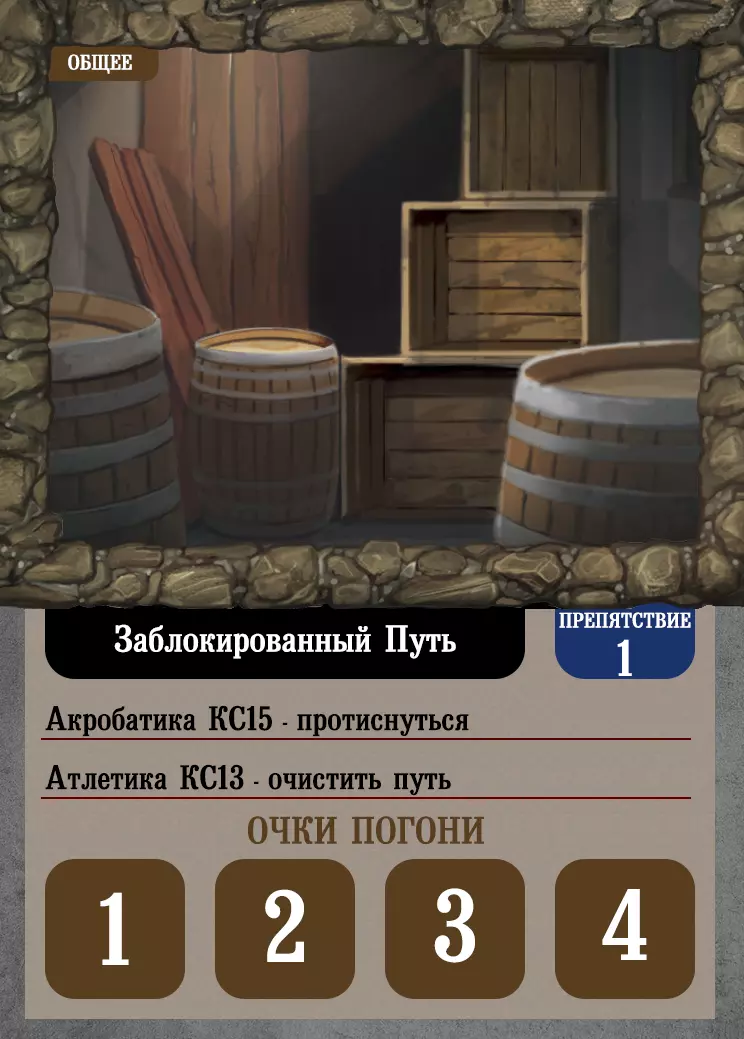 ОБЩЕЕ
Заблокированный Путь
ПРЕПЯТСТВИЕ
1
Акробатика КС15 - протиснуться
Атлетика КС13 - очистить путь
ОЧКИ ПОГОНИ
1 2 3 4